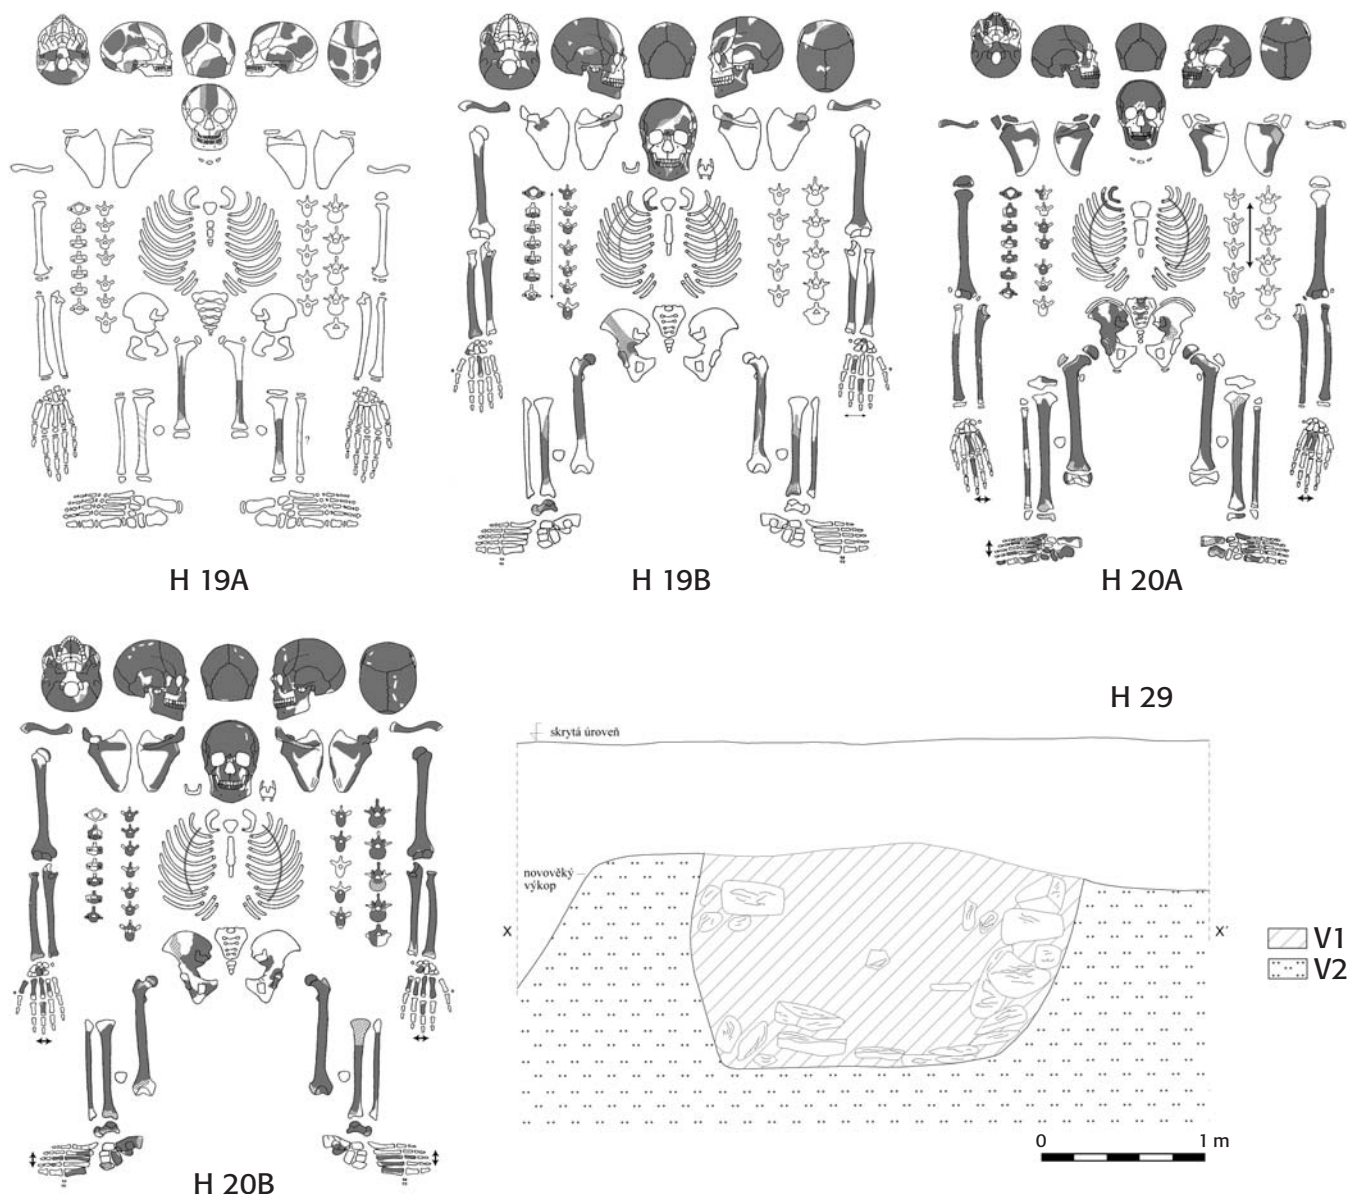 H 19A
H 19B
H 20A
H 20B
H 29
skrytá úroveň
novověký
výkop
X
X'
V1
V2
0
1 m